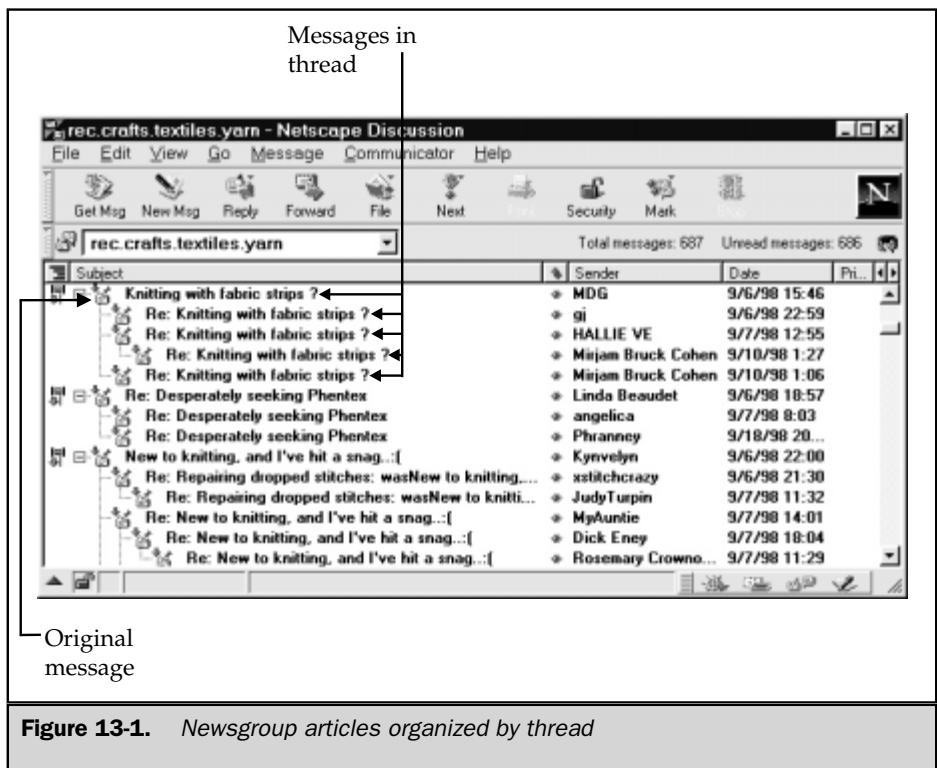 Messages in
thread
rec.crafts.textiles.yarn - Netscape Discussion
File Edit View Go Message Communicator Help
Get Msg New Msg Reply Forward File Next Print Security Mark Stop
N
rec.crafts.textiles.yarn Total messages: 687 Unread messages: 686
Subject Sender Date Pri...
Knitting with fabric strips ? MDG 9/6/98 15:46
Re: Knitting with fabric strips ? gj 9/6/98 22:59
Re: Knitting with fabric strips ? HALLIE VE 9/7/98 12:55
Re: Knitting with fabric strips ? Mirjam Bruck Cohen 9/10/98 1:27
Re: Knitting with fabric strips ? Mirjam Bruck Cohen 9/10/98 1:06
Re: Desperately seeking Phentex Linda Beaudet 9/6/98 18:57
Re: Desperately seeking Phentex angelica 9/7/98 8:03
Re: Desperately seeking Phentex Phranney 9/18/98 20...
New to knitting, and I've hit a snag..:( Kynvelyn 9/6/98 22:00
Re: Repairing dropped stitches: wasNew to knitting,... xstitchcrazy 9/6/98 21:30
Re: Repairing dropped stitches: wasNew to knitti... JudyTurpin 9/7/98 11:32
Re: New to knitting, and I've hit a snag..:( MyAuntie 9/7/98 14:01
Re: New to knitting, and I've hit a snag..:( Dick Eney 9/7/98 18:04
Re: New to knitting, and I've hit a snag..:( Rosemary Crowno... 9/7/98 11:29
Original
message
Figure 13-1. Newsgroup articles organized by thread